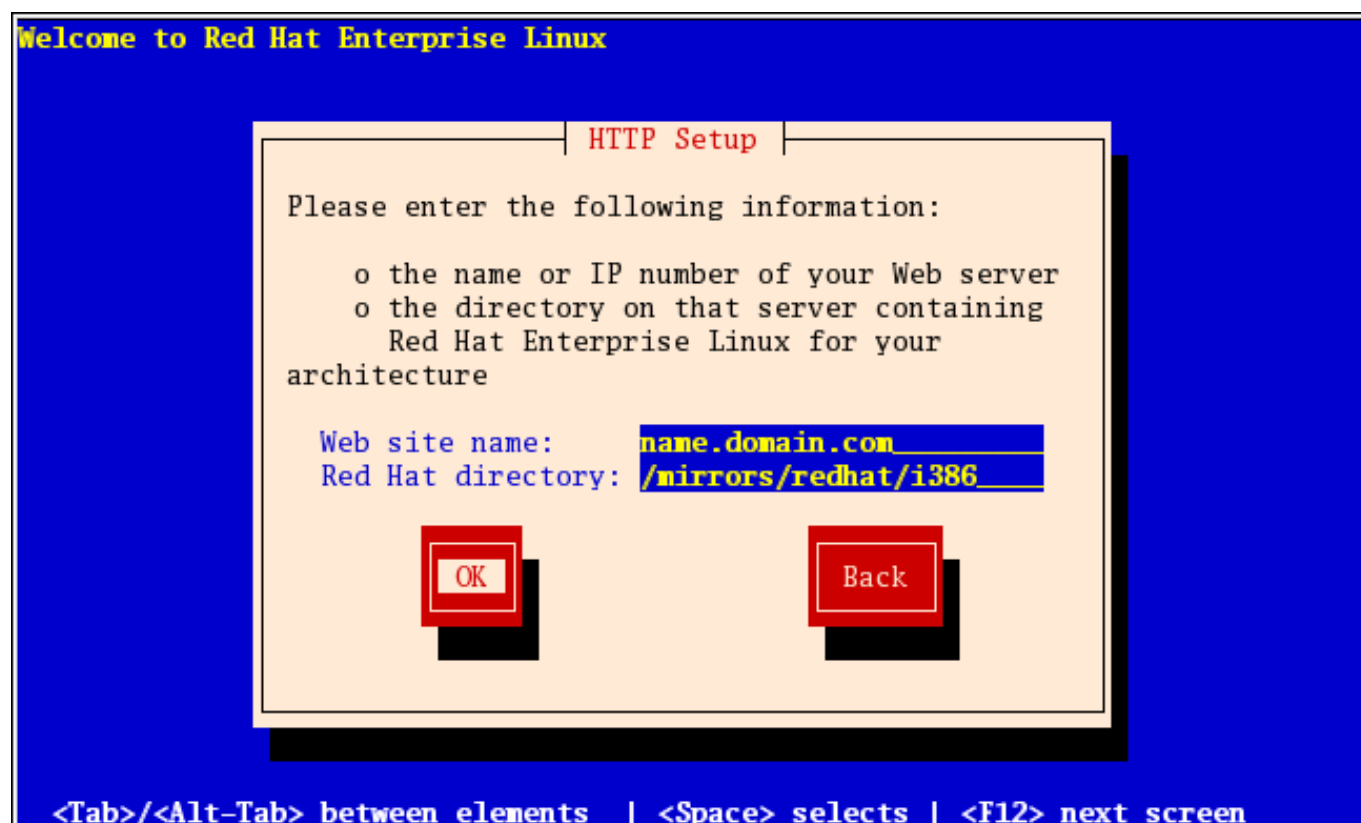 Welcome to Red Hat Enterprise Linux
HTTP Setup
Please enter the following information:
o the name or IP number of your Web server
o the directory on that server containing
Red Hat Enterprise Linux for your
architecture
Web site name: name.domain.com_________
Red Hat directory: /mirrors/redhat/i386____
OK Back
<Tab>/<Alt-Tab> between elements | <Space> selects | <F12> next screen